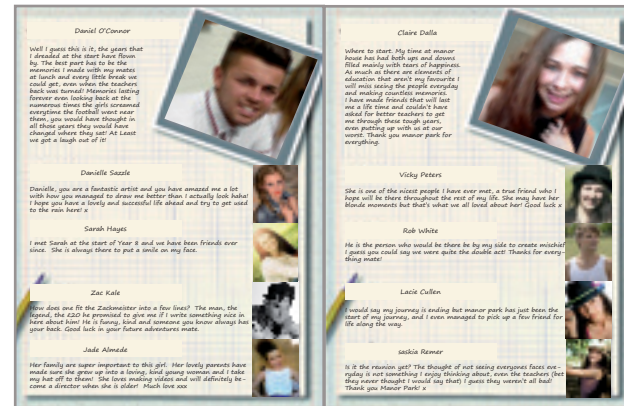 Daniel O'Connor
Well I guess this is it, the years that
I dreaded at the start have flown
by. The best part has to be the
memories I made with my mates
at lunch and every little break we
could get, even when the teachers
back was turned! Memories lasting
forever even looking back at the
numerous times the girls screamed
everytime the football went near
them, you would have thought in
all those years they would have
changed where they sat! At Least
we got a laugh out of it!
Danielle Sazzle
Danielle, you are a fantastic artist and you have amazed me a lot
with how you managed to draw me better than I actually look haha!
I hope you have a lovely and successful life ahead and try to get used
to the rain here! x
Sarah Hayes
I met Sarah at the start of Year 8 and we have been friends ever
since. She is always there to put a smile on my face.
Zac Kale
How does one fit the Zackmeister into a few lines? The man, the
legend, the £20 he promised to give me if I write something nice in
here about him! He is funny, kind and someone you know always has
your back. Good luck in your future adventures mate.
Jade Almede
Her family are super important to this girl. Her lovely parents have
made sure she grew up into a loving, kind young woman and I take
my hat off to them! She loves making videos and will definitely be-
come a director when she is older! Much love xxx
Claire Dalla
Where to start. My time at manor
house has had both ups and downs
filled mainly with tears of happiness.
As much as there are elements of
education that aren't my favourite I
will miss seeing the people everyday
and making countless memories.
I have made friends that will last
me a life time and couldn't have
asked for better teachers to get
me through these tough years,
even putting up with us at our
worst. Thank you manor park for
everything.
Vicky Peters
She is one of the nicest people I have ever met, a true friend who I
hope will be there throughout the rest of my life. She may have her
blonde moments but that's what we all loved about her! Good luck x
Rob White
He is the person who would be there be by my side to create mischief
I guess you could say we were quite the double act! Thanks for every-
thing mate!
Lacie Cullen
I would say my journey is ending but manor park has just been the
start of my journey, and I even managed to pick up a few friend for
life along the way.
saskia Remer
Is it the reunion yet? The thought of not seeing everyones faces eve-
ryday is not something I enjoy thinking about, even the teachers (bet
they never thought I would say that) I guess they weren't all bad!
Thank you Manor Park! x